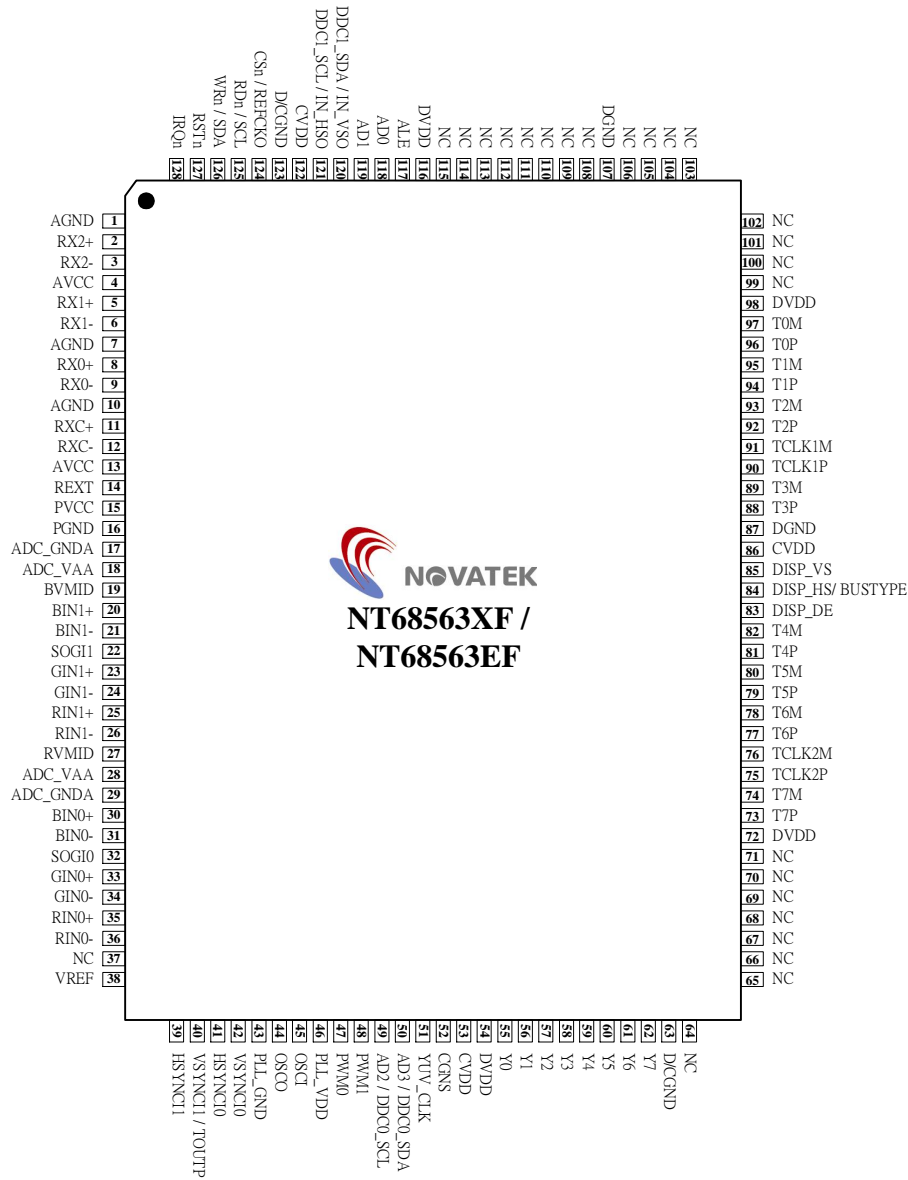 DDC1_SDA / IN_VSO
DDC1_SCL / IN_HSO
CSn / REFCKO
RDn / SCL
WRn / SDA
RSTn
IRQn
D/CGND
CVDD
AD1
AD0
ALE
DVDD
NC
NC
NC
NC
NC
NC
NC
NC
DGND
NC
NC
NC
NC
128 127 126 125 124 123 122 121 120 119 118 117 116 115 114 113 112 111 110 109 108 107 106 105 104 103
AGND 1
RX2+ 2
RX2- 3
AVCC 4
RX1+ 5
RX1- 6
AGND 7
RX0+ 8
RX0- 9
AGND 10
RXC+ 11
RXC- 12
AVCC 13
REXT 14
PVCC 15
PGND 16
ADC_GNDA 17
ADC_VAA 18
BVMID 19
BIN1+ 20
BIN1- 21
SOGI1 22
GIN1+ 23
GIN1- 24
RIN1+ 25
RIN1- 26
RVMID 27
ADC_VAA 28
ADC_GNDA 29
BIN0+ 30
BIN0- 31
SOGI0 32
GIN0+ 33
GIN0- 34
RIN0+ 35
RIN0- 36
NC 37
VREF 38
NOVATEK
NT68563XF /
NT68563EF
102 NC
101 NC
100 NC
99 NC
98 DVDD
97 T0M
96 T0P
95 T1M
94 T1P
93 T2M
92 T2P
91 TCLK1M
90 TCLK1P
89 T3M
88 T3P
87 DGND
86 CVDD
85 DISP_VS
84 DISP_HS/ BUSTYPE
83 DISP_DE
82 T4M
81 T4P
80 T5M
79 T5P
78 T6M
77 T6P
76 TCLK2M
75 TCLK2P
74 T7M
73 T7P
72 DVDD
71 NC
70 NC
69 NC
68 NC
67 NC
66 NC
65 NC
39 40 41 42 43 44 45 46 47 48 49 50 51 52 53 54 55 56 57 58 59 60 61 62 63 64
HSYNCI1
VSYNCI1 / TOUTP
HSYNCI0
VSYNCI0
PLL_GND
OSCO
OSCI
PLL_VDD
PWM0
PWM1
AD2 / DDC0_SCL
AD3 / DDC0_SDA
YUV_CLK
CGNS
CVDD
DVDD
Y0
Y1
Y2
Y3
Y4
Y5
Y6
Y7
D/CGND
NC